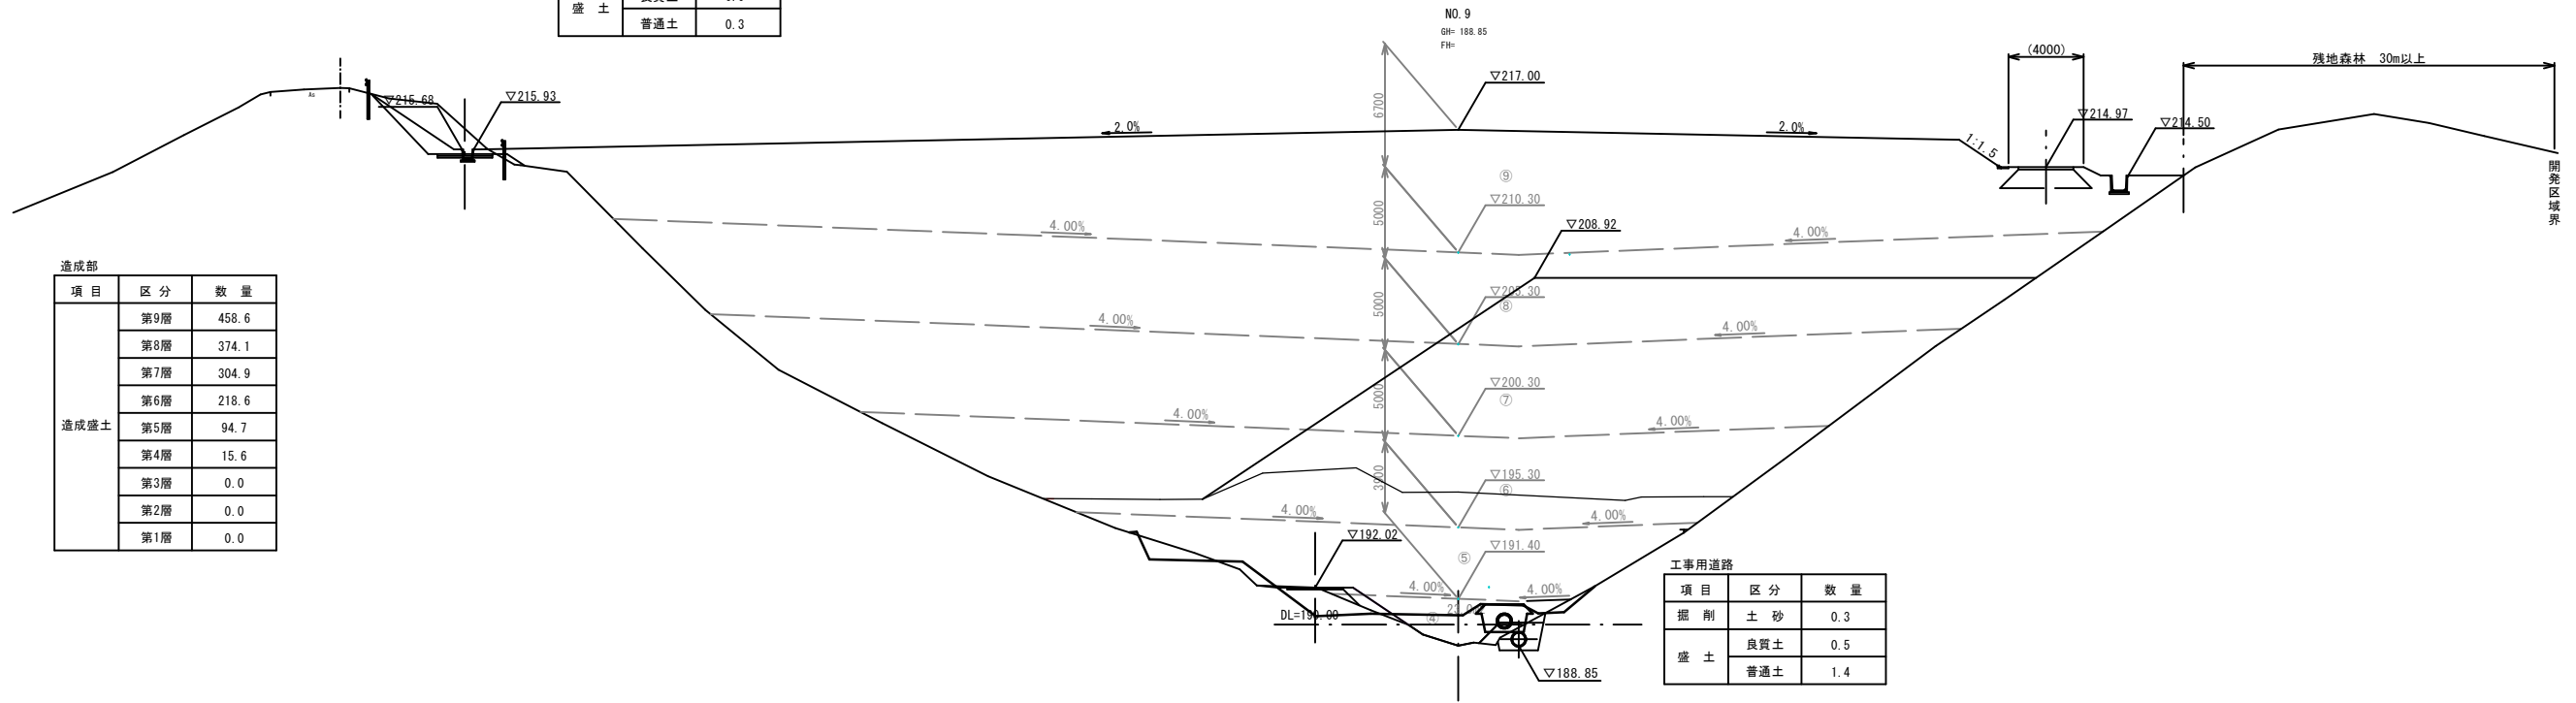 盛 土
普通土 0.3
NO.9
GH= 188.85
FH=
▽217.00
(4000)
残地森林 30m以上
▽215.68
▽215.93
As
2.0%
2.0%
1:1.5
▽214.97
▽214.50
開発区域界
6700
⑨
▽210.30
5000
▽208.92
4.00%
4.00%
造成部
項 目 区 分 数 量
造成盛土
第9層 458.6
第8層 374.1
第7層 304.9
第6層 218.6
第5層 94.7
第4層 15.6
第3層 0.0
第2層 0.0
第1層 0.0
▽205.30
⑧
5000
4.00%
4.00%
▽200.30
⑦
5000
4.00%
4.00%
▽195.30
⑥
3900
4.00%
4.00%
▽192.02
▽191.40
⑤
4.00%
4.00%
DL=190.00
④
▽188.85
工事用道路
項 目 区 分 数 量
掘 削 土 砂 0.3
盛 土
良質土 0.5
普通土 1.4